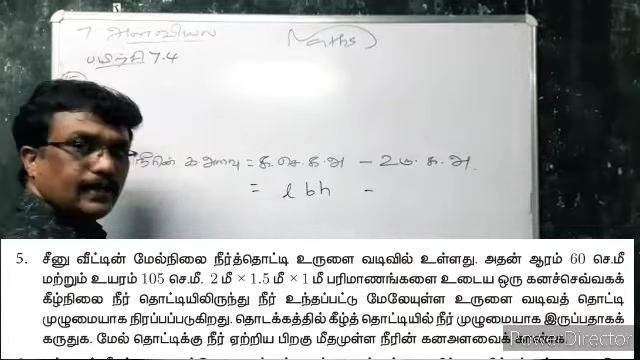 7 அளவியல
Maths
பயிற்சி 7.4
நீரின் க அளவு = க.செ.க.அ - உ.க.அ.
= l b h -
5. சீனு வீட்டின் மேல்நிலை நீர்த்தொட்டி உருளை வடிவில் உள்ளது. அதன் ஆரம் 60 செ.மீ
மற்றும் உயரம் 105 செ.மீ. 2 மீ × 1.5 மீ × 1 மீ பரிமாணங்களை உடைய ஒரு கனச்செவ்வகக்
கீழ்நிலை நீர் தொட்டியிலிருந்து நீர் உந்தப்பட்டு மேலேயுள்ள உருளை வடிவத் தொட்டி
முழுமையாக நிரப்பப்படுகிறது. தொடக்கத்தில் கீழ்த் தொட்டியில் நீர் முழுமையாக இருப்பதாகக்
கருதுக. மேல் தொட்டிக்கு நீர் ஏற்றிய பிறகு மீதமுள்ள நீரின் கனஅளவைக் காண்க.
PowerDirector